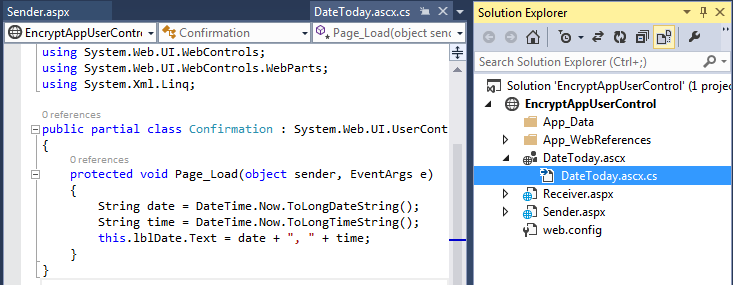 Sender.aspx
DateToday.ascx.cs
EncryptAppUserContro
Confirmation
Page_Load(object senc
using System.Web.UI.WebControls;
using System.Web.UI.WebControls.WebParts;
using System.Xml.Linq;
0 references
public partial class Confirmation : System.Web.UI.UserCont
{
0 references
protected void Page_Load(object sender, EventArgs e)
{
String date = DateTime.Now.ToLongDateString();
String time = DateTime.Now.ToLongTimeString();
this.lblDate.Text = date + ", " + time;
}
}
Solution Explorer
Search Solution Explorer (Ctrl+;)
Solution 'EncryptAppUserControl' (1 projec
EncryptAppUserControl
App_Data
App_WebReferences
DateToday.ascx
DateToday.ascx.cs
Receiver.aspx
Sender.aspx
web.config